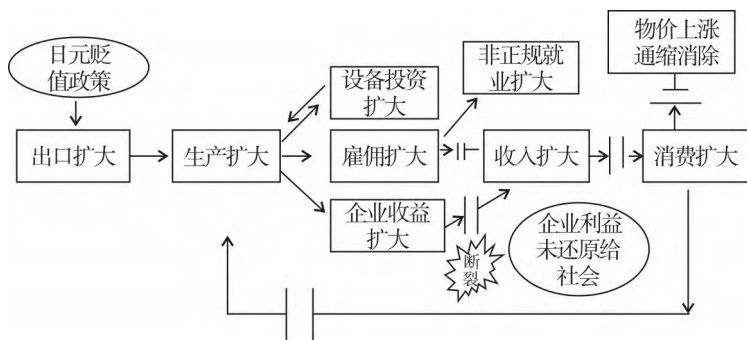 日元贬
值政策
物价上涨
通缩消除
设备投资
扩大
非正规就
业扩大
出口扩大
生产扩大
雇佣扩大
收入扩大
消费扩大
企业收益
扩大
断
裂
企业利益
未还原给
社会